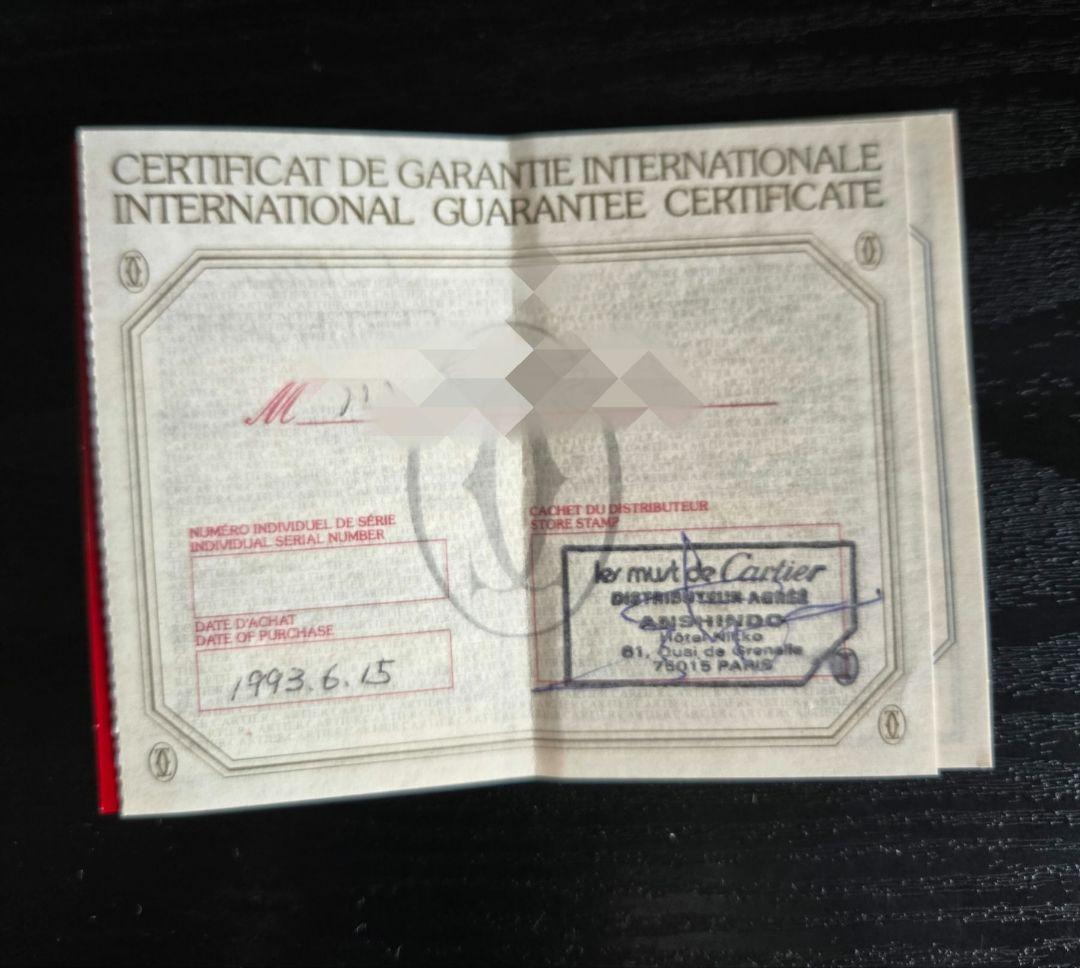 CERTIFICAT DE GARANTIE INTERNATIONALE
INTERNATIONAL GUARANTEE CERTIFICATE
M
NUMÉRO INDIVIDUEL DE SÉRIE
INDIVIDUAL SERIAL NUMBER
DATE D'ACHAT
DATE OF PURCHASE
1993.6.15
CACHET DU DISTRIBUTEUR
STORE STAMP
les must de Cartier
DISTRIBUTEUR AGRÉÉ
ANSHINDO
Hôtel Nikko
61, Quai de Grenelle
75015 PARIS